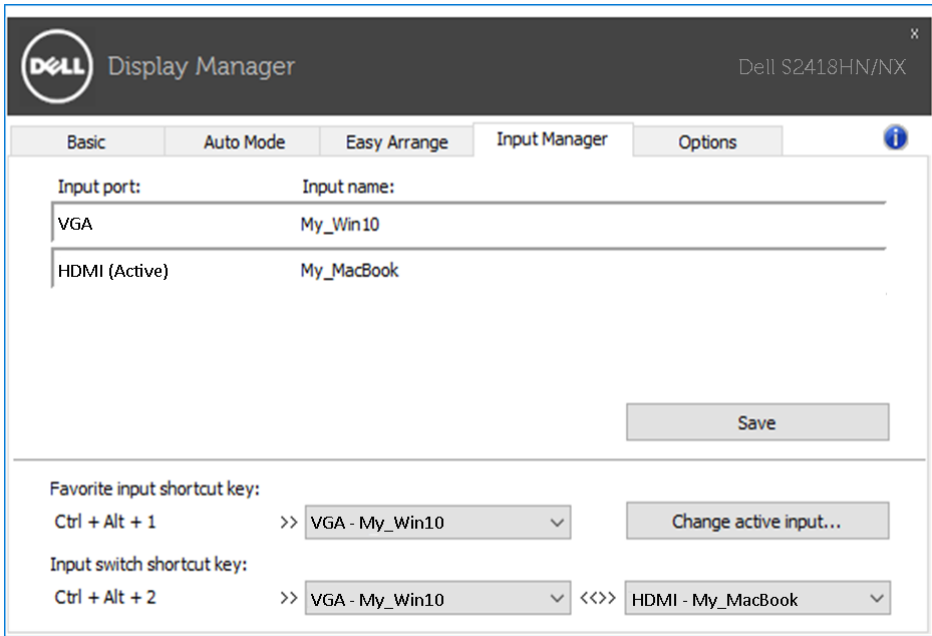 x
DELL Display Manager Dell S2418HN/NX
Basic Auto Mode Easy Arrange Input Manager Options i
Input port: Input name:
VGA My_Win10
HDMI (Active) My_MacBook
Save
Favorite input shortcut key:
Ctrl + Alt + 1 >> VGA - My_Win10 Change active input...
Input switch shortcut key:
Ctrl + Alt + 2 >> VGA - My_Win10 <<>> HDMI - My_MacBook